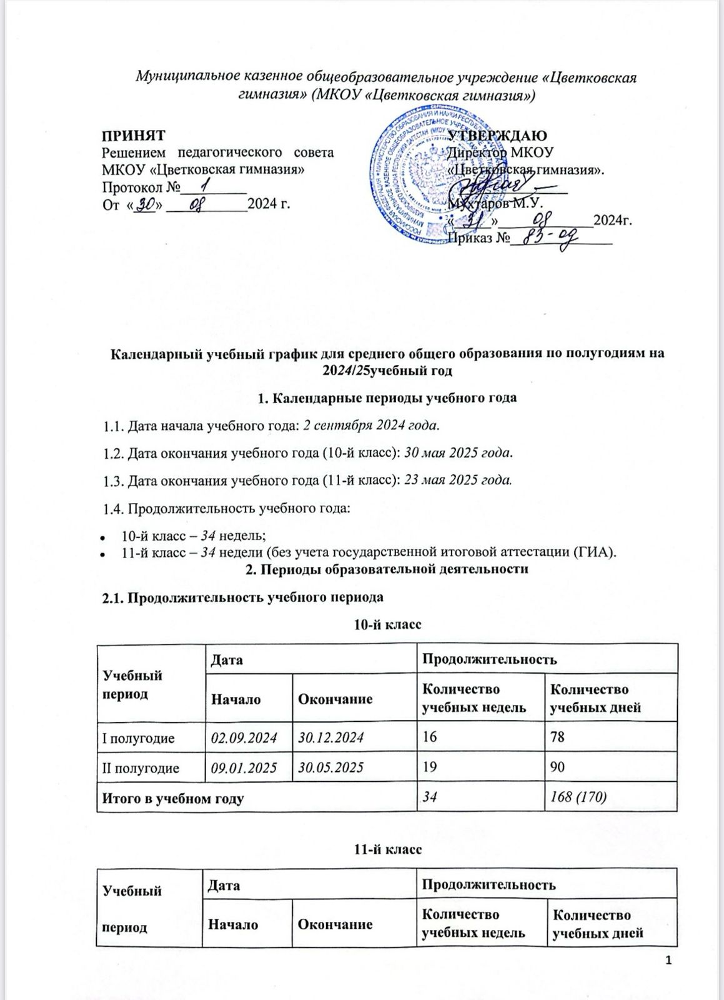 Муниципальное казенное общеобразовательное учреждение «Цветковская
гимназия» (МКОУ «Цветковская гимназия»)
ПРИНЯТ
Решением педагогического совета
МКОУ «Цветковская гимназия»
Протокол № 1
От «30» 08 2024 г.
УТВЕРЖДАЮ
Директор МКОУ
«Цветковская гимназия».
Мухтаров М.У.
«31» 08 2024г.
Приказ № 83-од
Календарный учебный график для среднего общего образования по полугодиям на
2024/25учебный год
1. Календарные периоды учебного года
1.1. Дата начала учебного года: 2 сентября 2024 года.
1.2. Дата окончания учебного года (10-й класс): 30 мая 2025 года.
1.3. Дата окончания учебного года (11-й класс): 23 мая 2025 года.
1.4. Продолжительность учебного года:
• 10-й класс – 34 недель;
• 11-й класс – 34 недели (без учета государственной итоговой аттестации (ГИА).
2. Периоды образовательной деятельности
2.1. Продолжительность учебного периода
10-й класс
Учебный
период
Дата
Продолжительность
Начало
Окончание
Количество
учебных недель
Количество
учебных дней
I полугодие 02.09.2024 30.12.2024 16 78
II полугодие 09.01.2025 30.05.2025 19 90
Итого в учебном году 34 168 (170)
11-й класс
Учебный
период
Дата
Продолжительность
Начало
Окончание
Количество
учебных недель
Количество
учебных дней
1